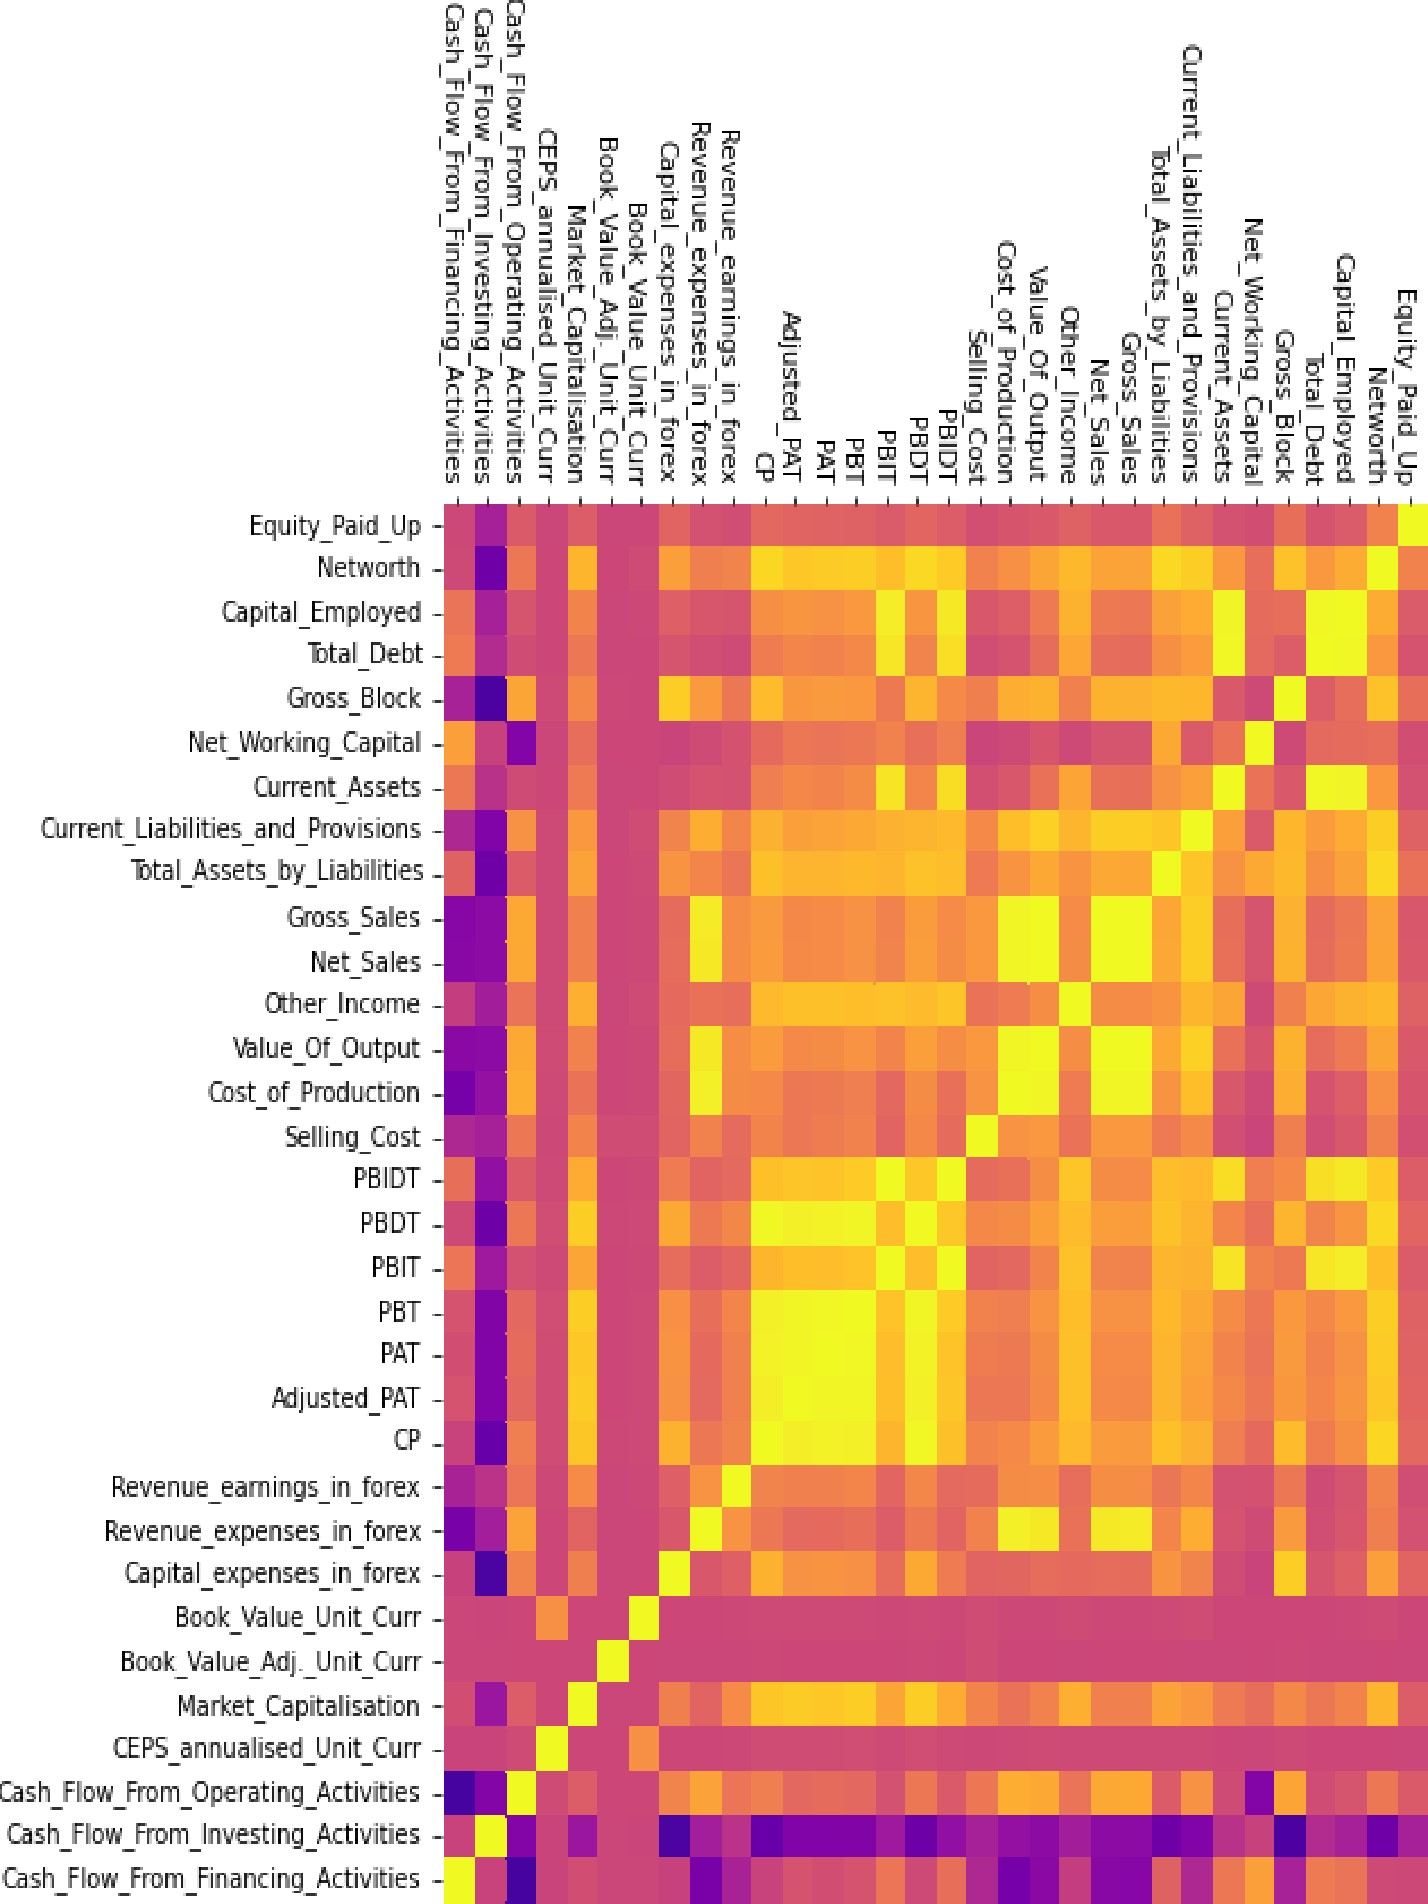 Cash_Flow_From_Financing_Activities
Cash_Flow_From_Investing_Activities
Cash_Flow_From_Operating_Activities
CEPS_annualised_Unit_Curr
Market_Capitalisation
Book_Value_Adj._Unit_Curr
Book_Value_Unit_Curr
Capital_expenses_in_forex
Revenue_expenses_in_forex
Revenue_earnings_in_forex
CP
Adjusted_PAT
PAT
PBT
PBIT
PBDT
PBIDT
Selling_Cost
Cost_of_Production
Value_Of_Output
Other_Income
Net_Sales
Gross_Sales
Total_Assets_by_Liabilities
Current_Liabilities_and_Provisions
Current_Assets
Net_Working_Capital
Gross_Block
Total_Debt
Capital_Employed
Networth
Equity_Paid_Up
Equity_Paid_Up
Networth
Capital_Employed
Total_Debt
Gross_Block
Net_Working_Capital
Current_Assets
Current_Liabilities_and_Provisions
Total_Assets_by_Liabilities
Gross_Sales
Net_Sales
Other_Income
Value_Of_Output
Cost_of_Production
Selling_Cost
PBIDT
PBDT
PBIT
PBT
PAT
Adjusted_PAT
CP
Revenue_earnings_in_forex
Revenue_expenses_in_forex
Capital_expenses_in_forex
Book_Value_Unit_Curr
Book_Value_Adj._Unit_Curr
Market_Capitalisation
CEPS_annualised_Unit_Curr
Cash_Flow_From_Operating_Activities
Cash_Flow_From_Investing_Activities
Cash_Flow_From_Financing_Activities